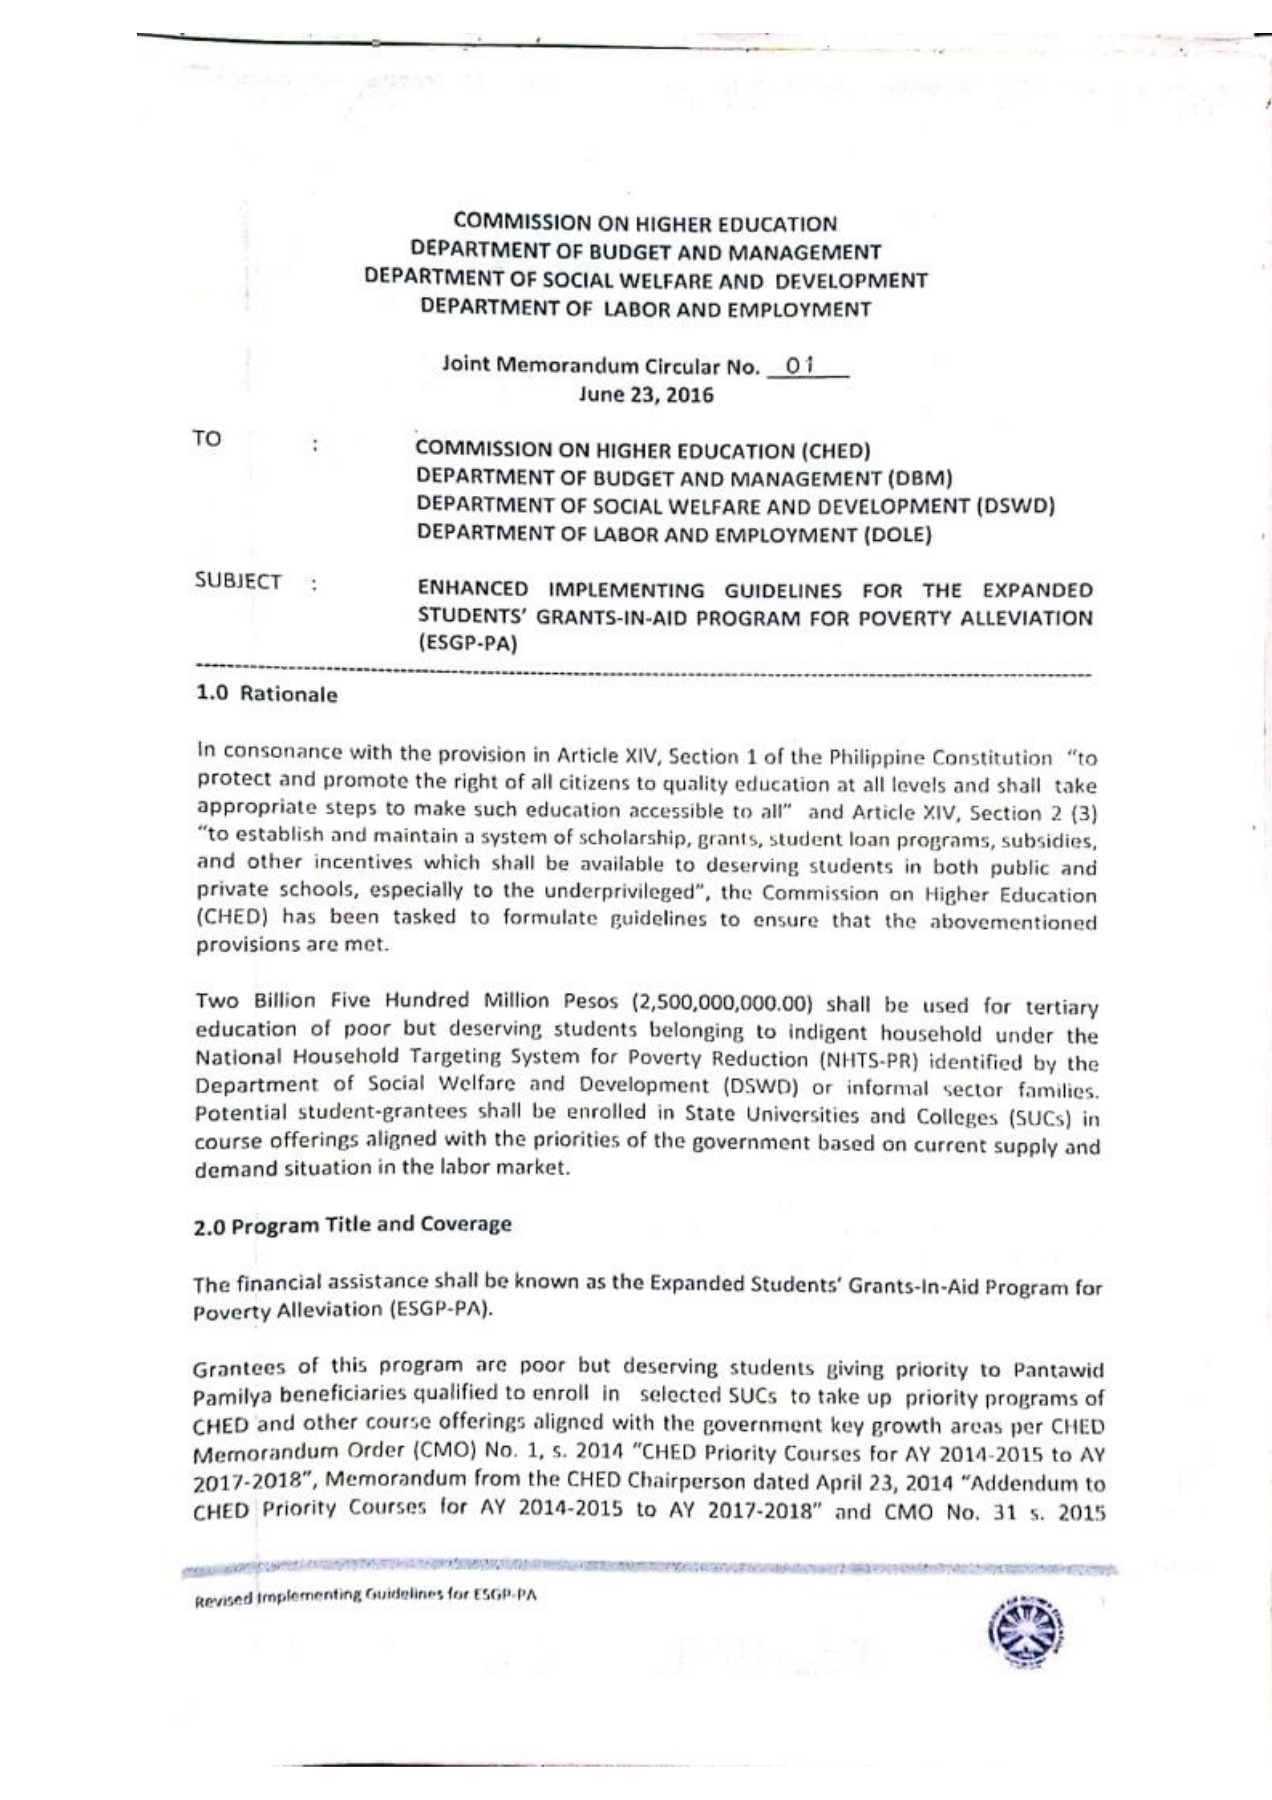 COMMISSION ON HIGHER EDUCATION
DEPARTMENT OF BUDGET AND MANAGEMENT
DEPARTMENT OF SOCIAL WELFARE AND DEVELOPMENT
DEPARTMENT OF LABOR AND EMPLOYMENT
Joint Memorandum Circular No. 01
June 23, 2016
TO : COMMISSION ON HIGHER EDUCATION (CHED)
DEPARTMENT OF BUDGET AND MANAGEMENT (DBM)
DEPARTMENT OF SOCIAL WELFARE AND DEVELOPMENT (DSWD)
DEPARTMENT OF LABOR AND EMPLOYMENT (DOLE)
SUBJECT : ENHANCED IMPLEMENTING GUIDELINES FOR THE EXPANDED
STUDENTS' GRANTS-IN-AID PROGRAM FOR POVERTY ALLEVIATION
(ESGP-PA)
1.0 Rationale
In consonance with the provision in Article XIV, Section 1 of the Philippine Constitution "to
protect and promote the right of all citizens to quality education at all levels and shall take
appropriate steps to make such education accessible to all" and Article XIV, Section 2 (3)
"to establish and maintain a system of scholarship, grants, student loan programs, subsidies,
and other incentives which shall be available to deserving students in both public and
private schools, especially to the underprivileged", the Commission on Higher Education
(CHED) has been tasked to formulate guidelines to ensure that the abovementioned
provisions are met.
Two Billion Five Hundred Million Pesos (2,500,000,000.00) shall be used for tertiary
education of poor but deserving students belonging to indigent household under the
National Household Targeting System for Poverty Reduction (NHTS-PR) identified by the
Department of Social Welfare and Development (DSWD) or informal sector families.
Potential student-grantees shall be enrolled in State Universities and Colleges (SUCs) in
course offerings aligned with the priorities of the government based on current supply and
demand situation in the labor market.
2.0 Program Title and Coverage
The financial assistance shall be known as the Expanded Students' Grants-In-Aid Program for
Poverty Alleviation (ESGP-PA).
Grantees of this program are poor but deserving students giving priority to Pantawid
Pamilya beneficiaries qualified to enroll in selected SUCs to take up priority programs of
CHED and other course offerings aligned with the government key growth areas per CHED
Memorandum Order (CMO) No. 1, s. 2014 "CHED Priority Courses for AY 2014-2015 to AY
2017-2018", Memorandum from the CHED Chairperson dated April 23, 2014 "Addendum to
CHED Priority Courses for AY 2014-2015 to AY 2017-2018" and CMO No. 31 s. 2015
Revised Implementing Guidelines for ESGP-PA